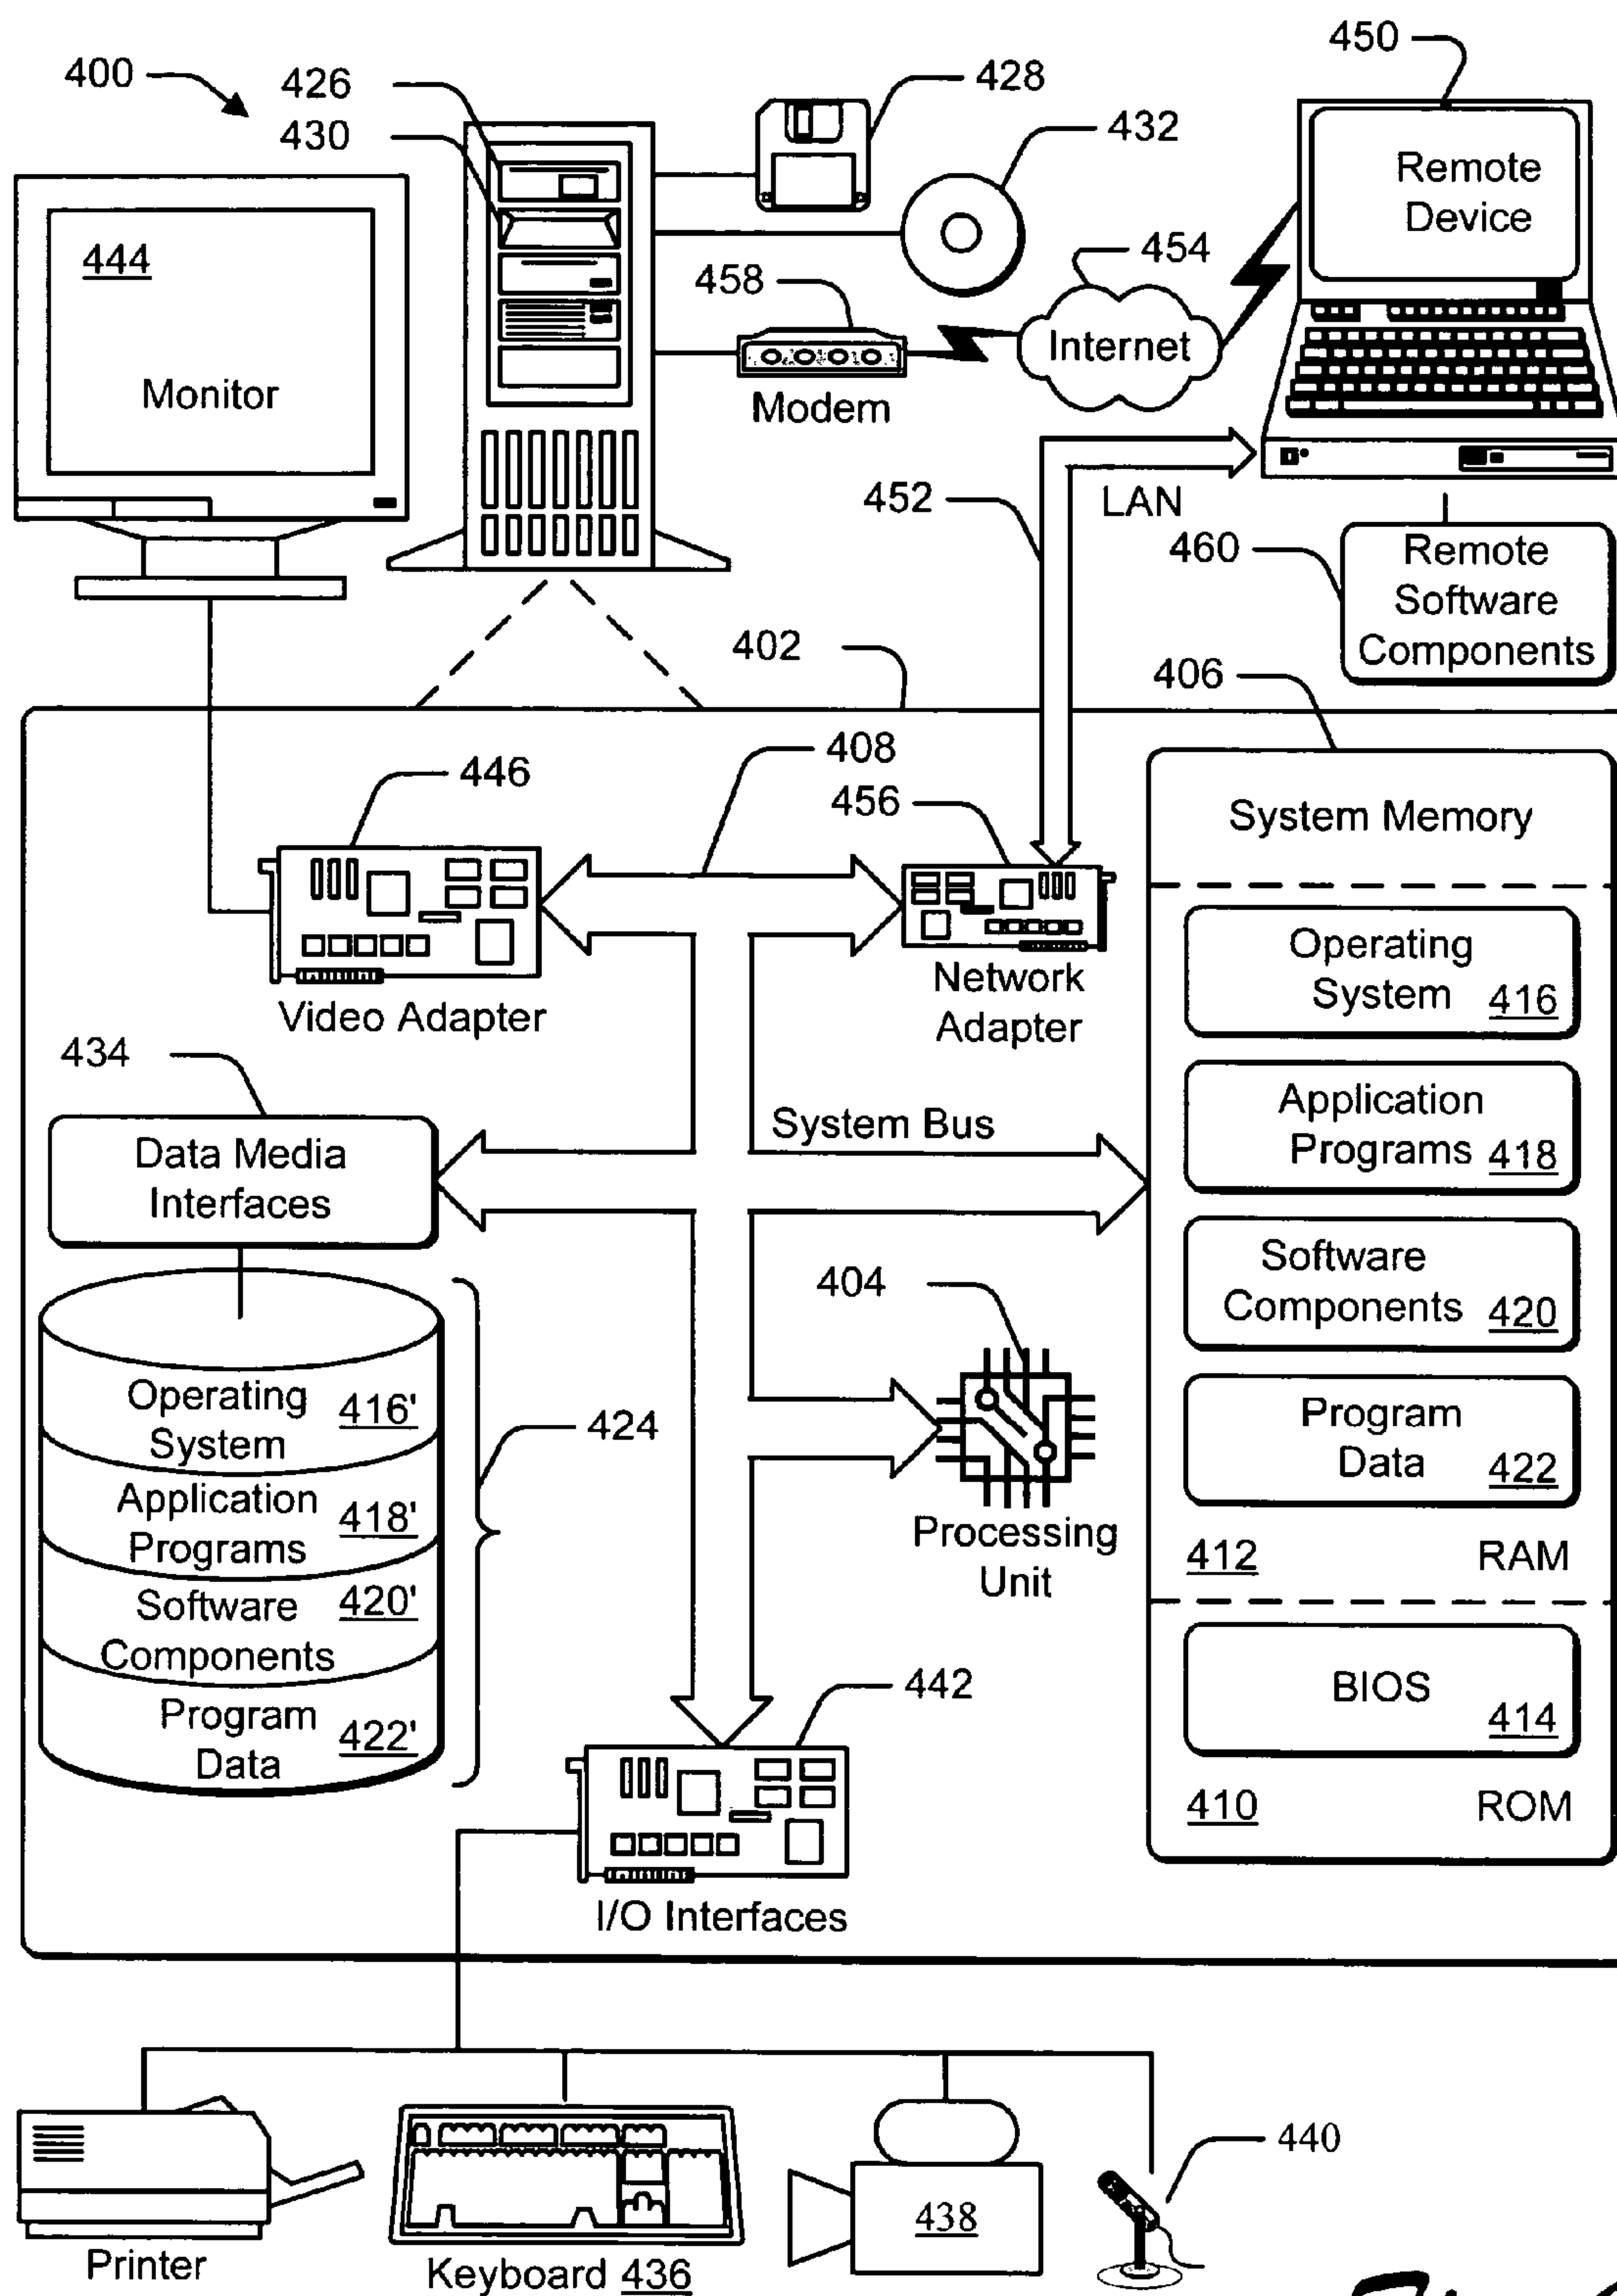 400
426
430
428
432
450
Remote
Device
444
Monitor
458
Modem
454
Internet
452
LAN
460
Remote
Software
Components
402
406
446
408
456
System Memory
Video Adapter
Network
Adapter
Operating
System 416
434
Data Media
Interfaces
System Bus
Application
Programs 418
Software
Components 420
404
Program
Data 422
Processing
Unit
412 RAM
Operating
System 416'
424
Application
Programs 418'
Software
Components 420'
Program
Data 422'
BIOS
414
410 ROM
442
I/O Interfaces
Printer
Keyboard 436
438
440